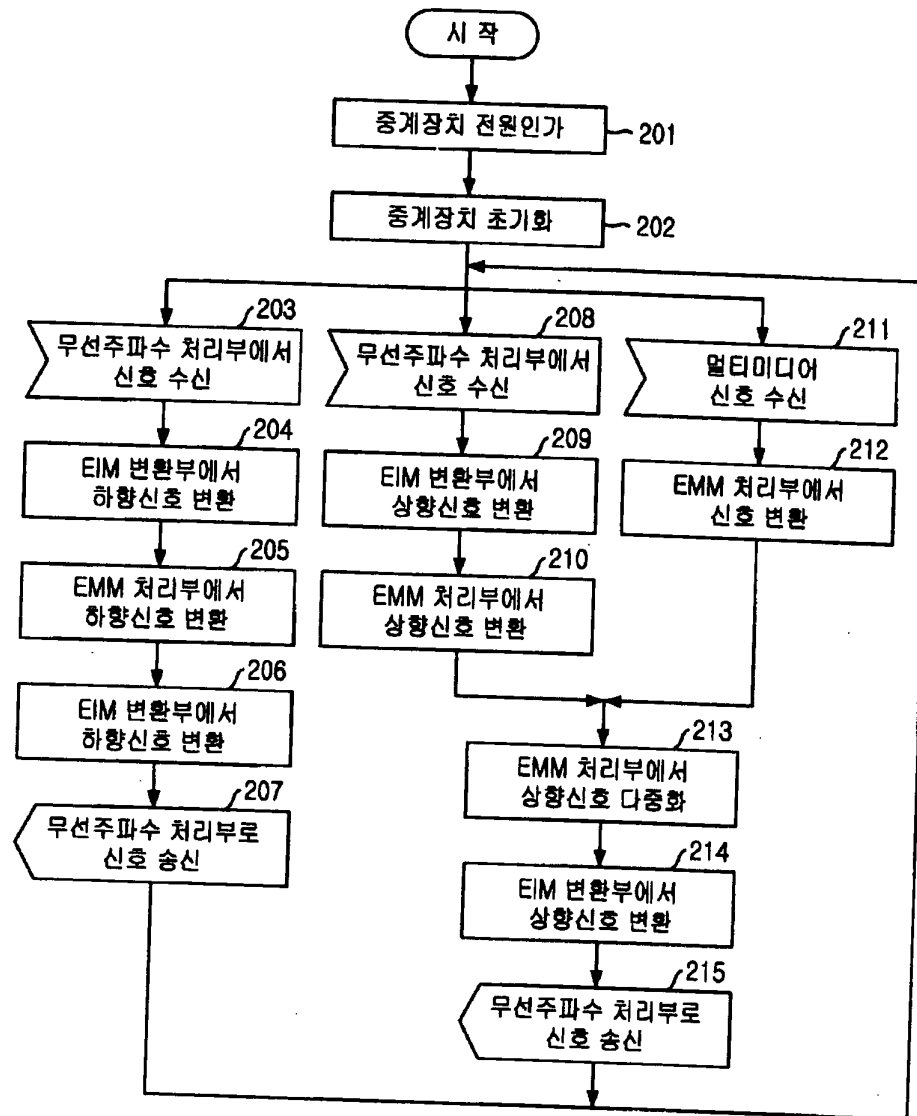 시 작
중계장치 전원인가
201
중계장치 초기화
202
203
무선주파수 처리부에서
신호 수신
204
EIM 변환부에서
하향신호 변환
205
EMM 처리부에서
하향신호 변환
206
EIM 변환부에서
하향신호 변환
207
무선주파수 처리부로
신호 송신
208
무선주파수 처리부에서
신호 수신
209
EIM 변환부에서
상향신호 변환
210
EMM 처리부에서
상향신호 변환
211
멀티미디어
신호 수신
212
EMM 처리부에서
신호 변환
213
EMM 처리부에서
상향신호 다중화
214
EIM 변환부에서
상향신호 변환
215
무선주파수 처리부로
신호 송신